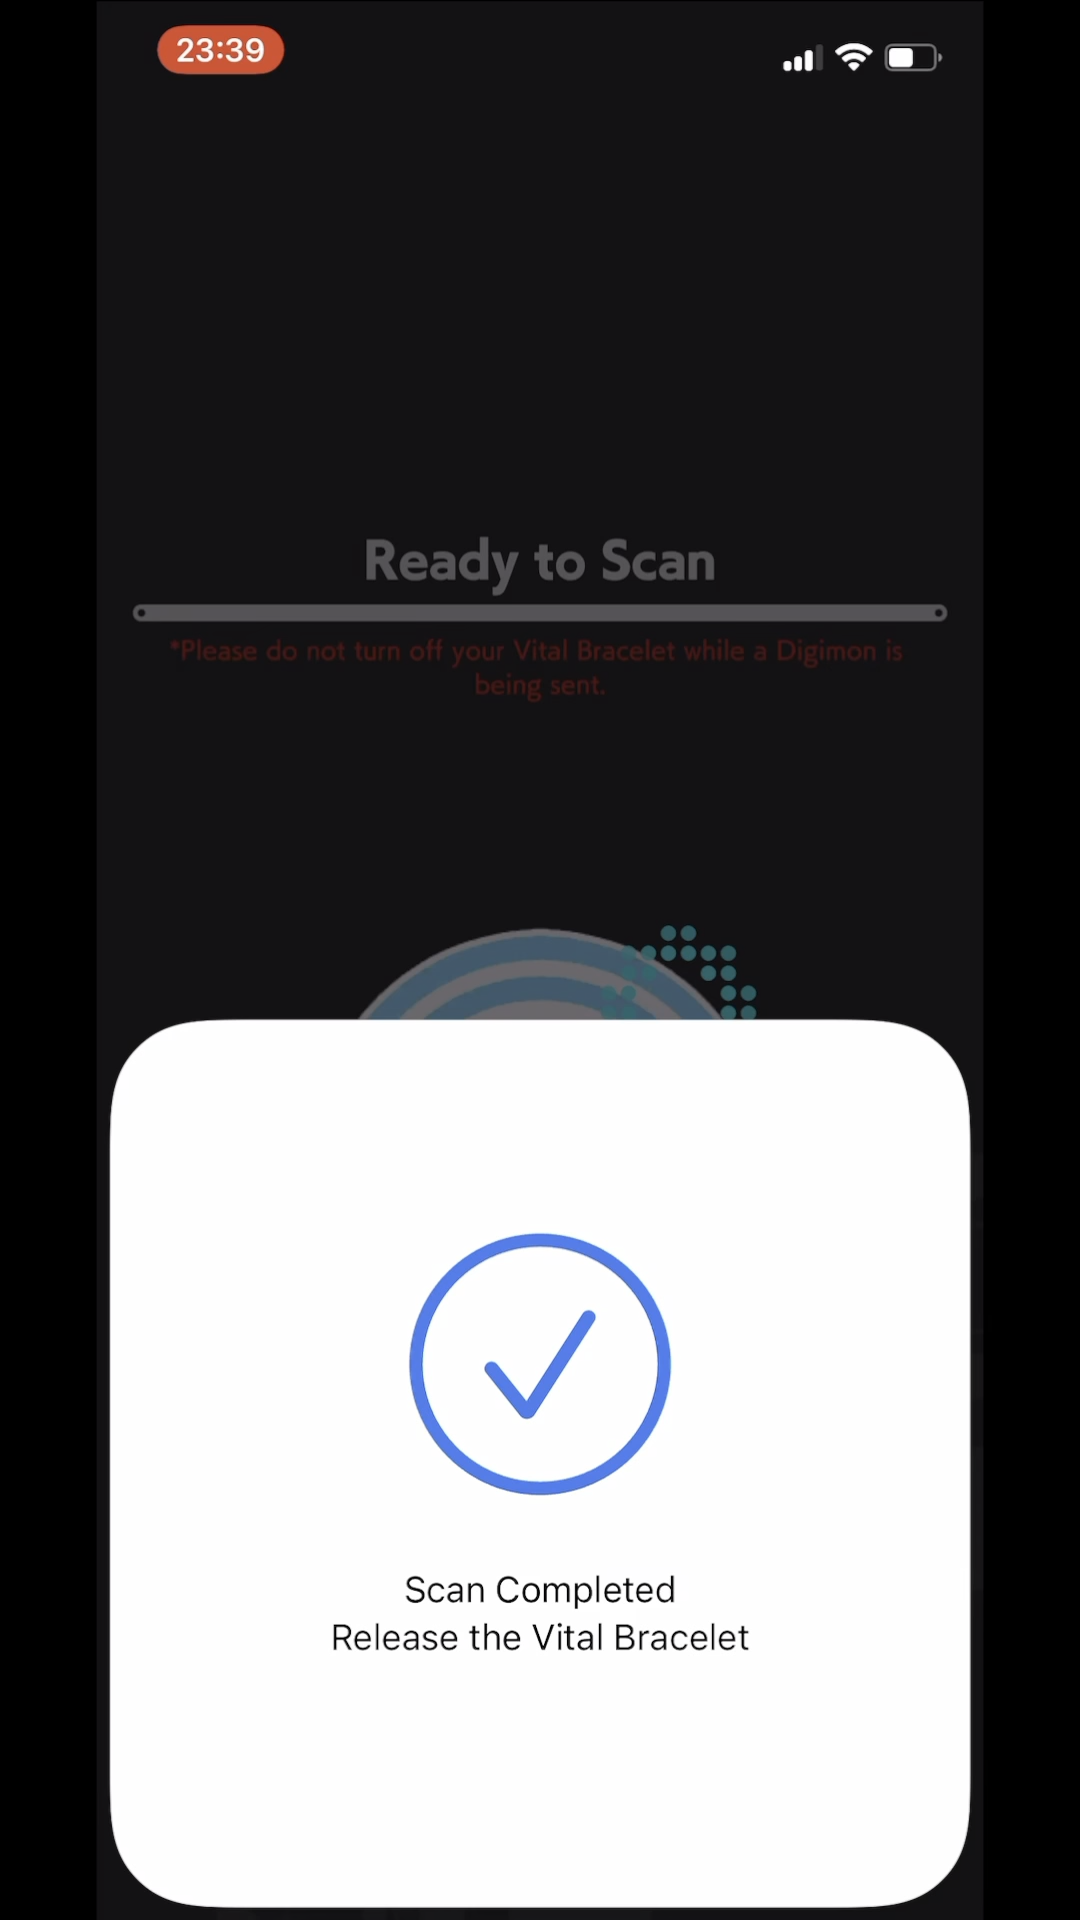 23:39
Ready to Scan
*Please do not turn off your Vital Bracelet while a Digimon is
being sent.
Scan Completed
Release the Vital Bracelet